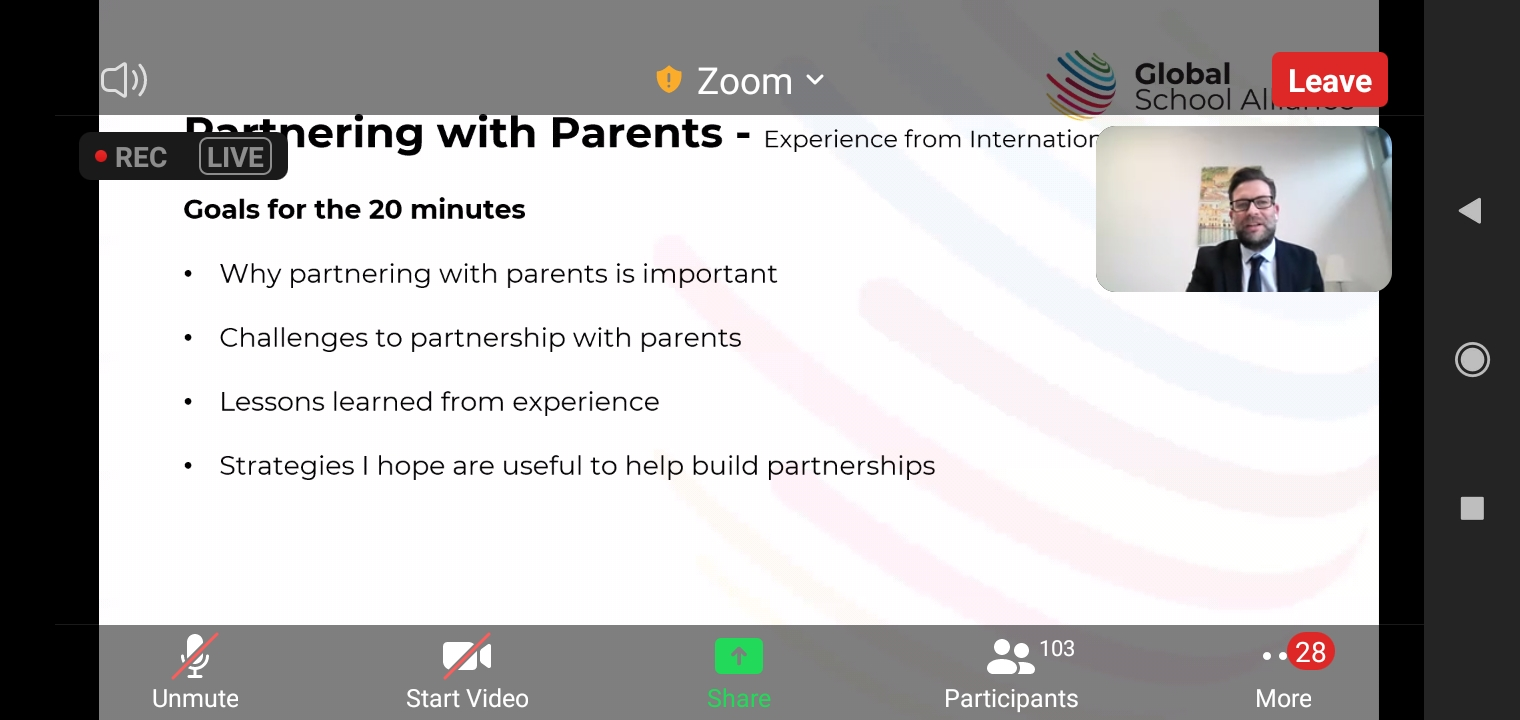 Zoom
Global
School Alliance
Leave
Partnering with Parents - Experience from
REC LIVE
Goals for the 20 minutes
• Why partnering with parents is important
• Challenges to partnership with parents
• Lessons learned from experience
• Strategies I hope are useful to help build partnerships
Unmute
Start Video
Share
103
Participants
28
More